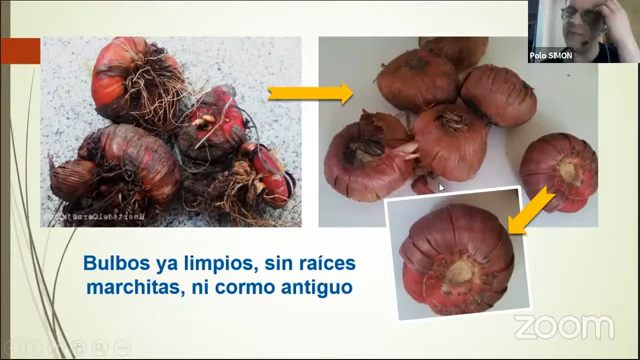 Polo SIMON
Bulbos ya limpios, sin raíces
marchitas, ni cormo antiguo
zoom